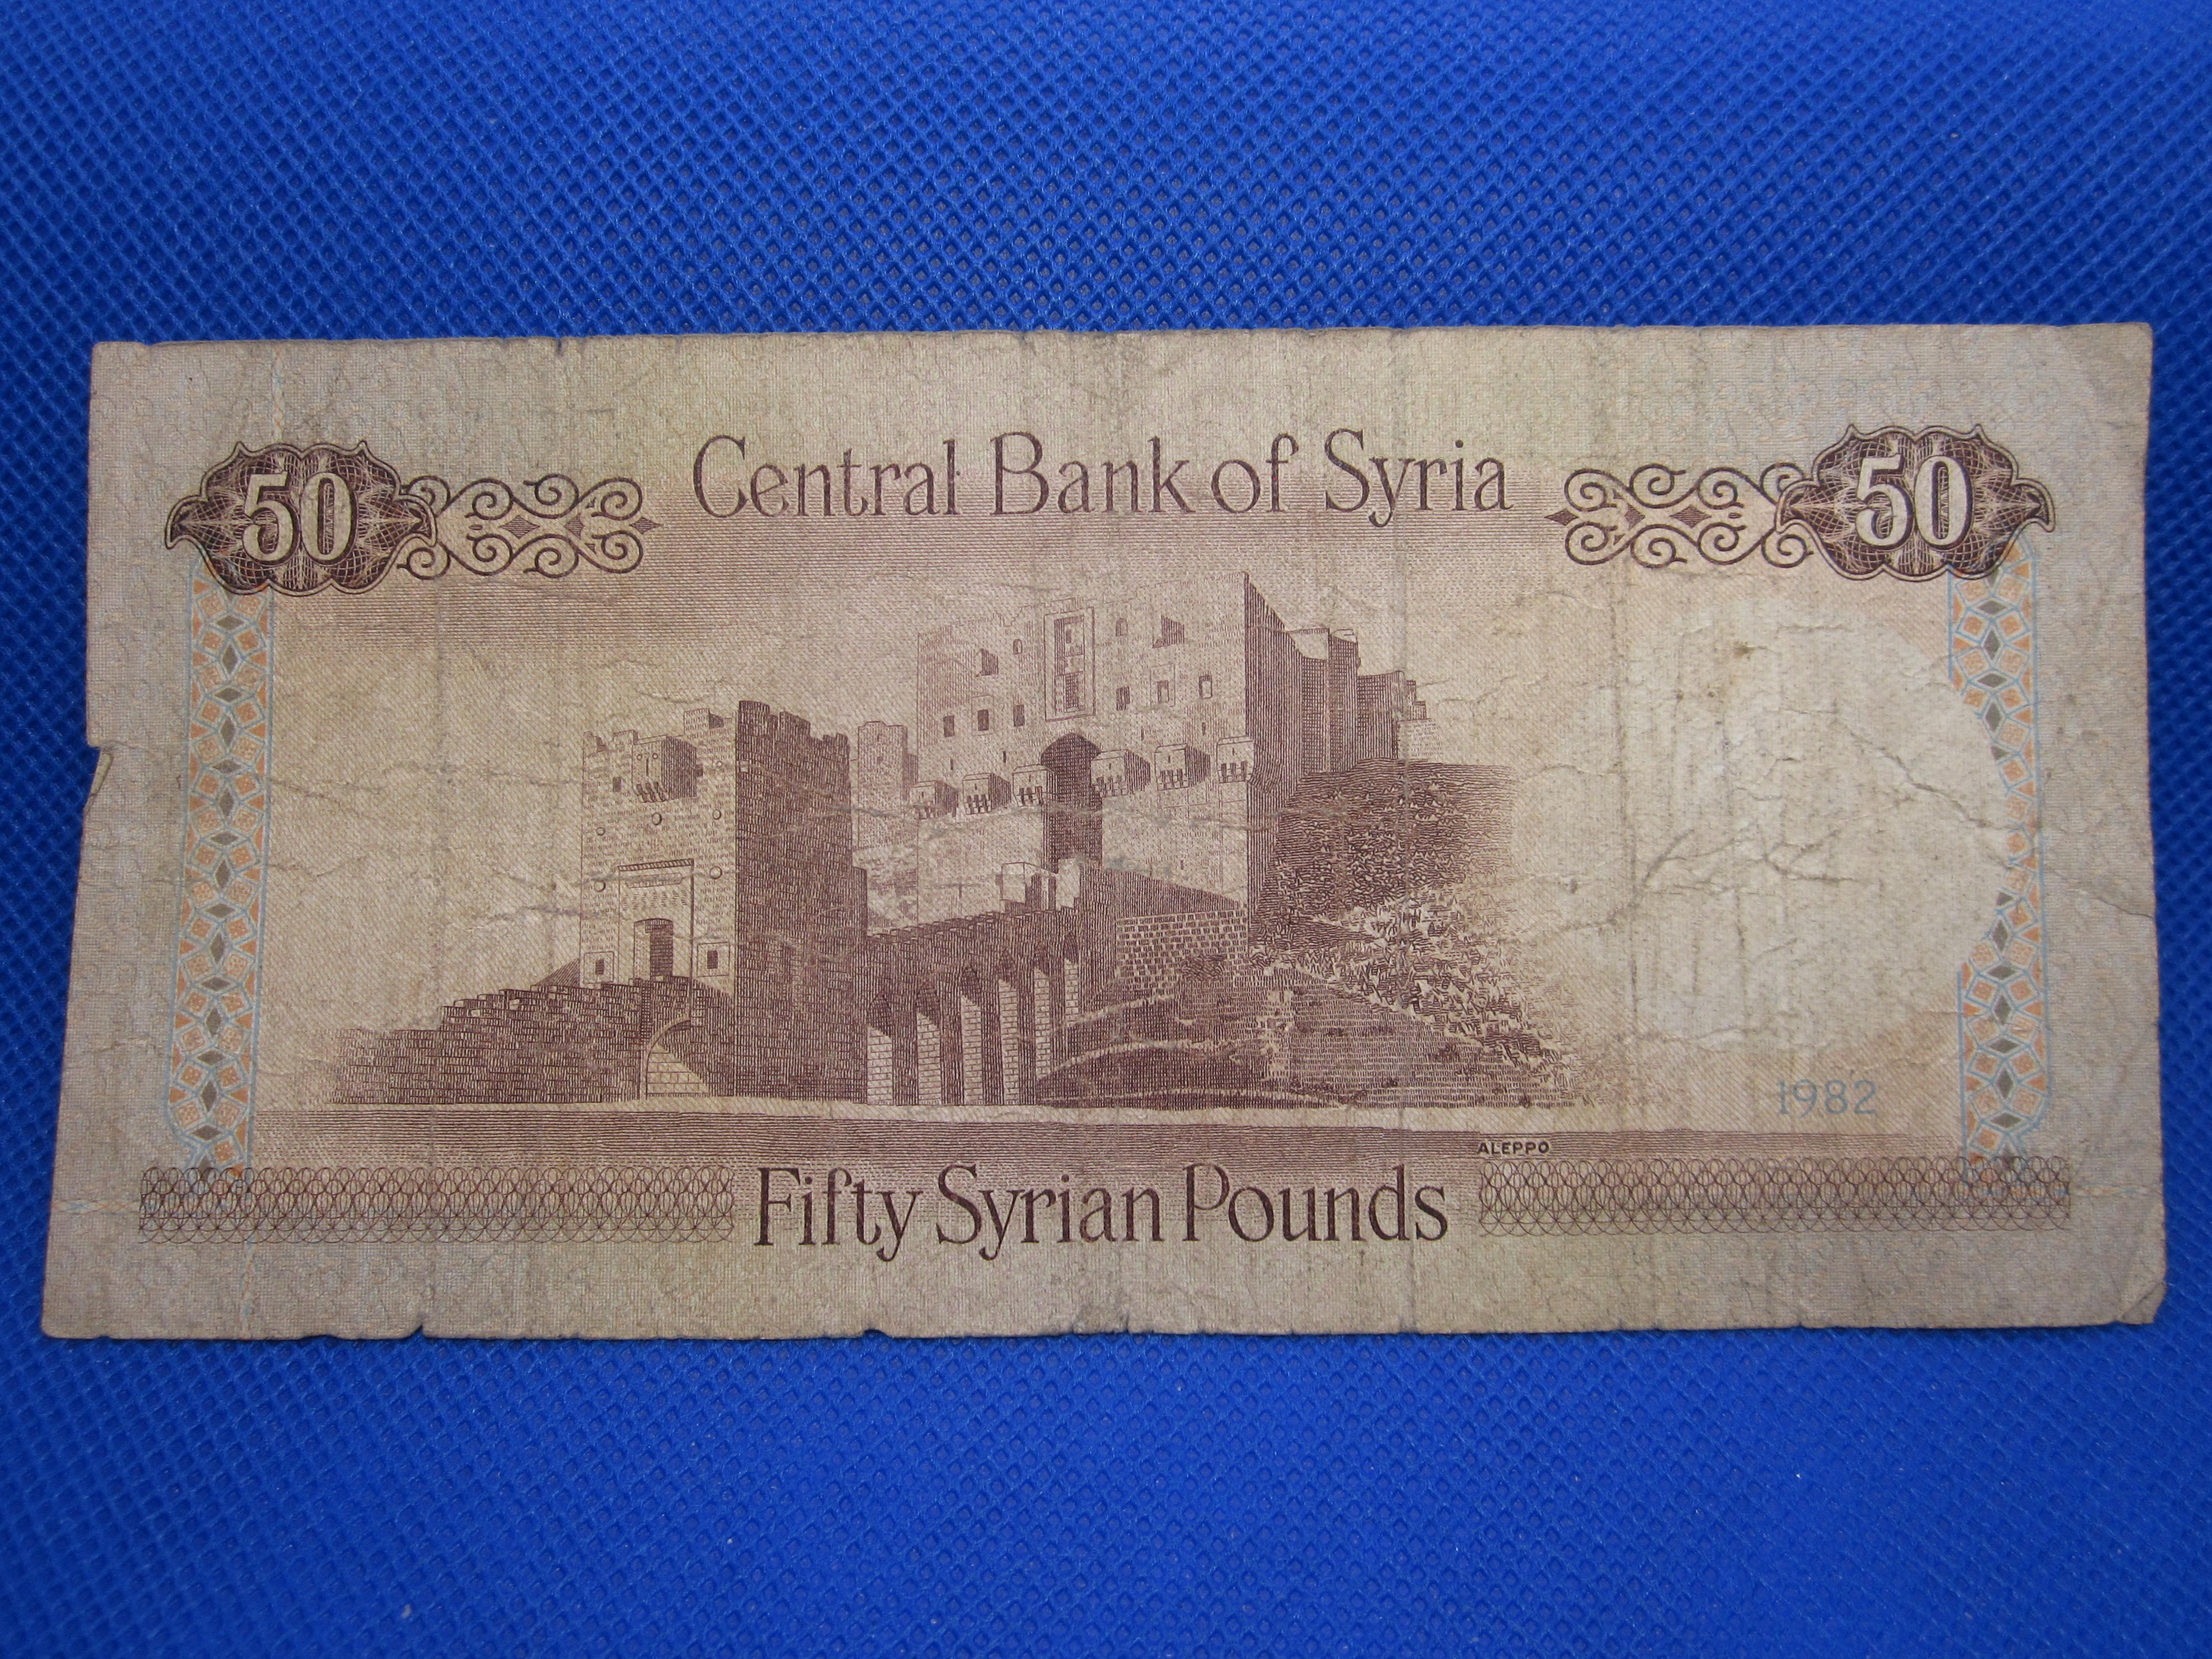 50 Central Bank of Syria 50
1982
ALEPPO
Fifty Syrian Pounds